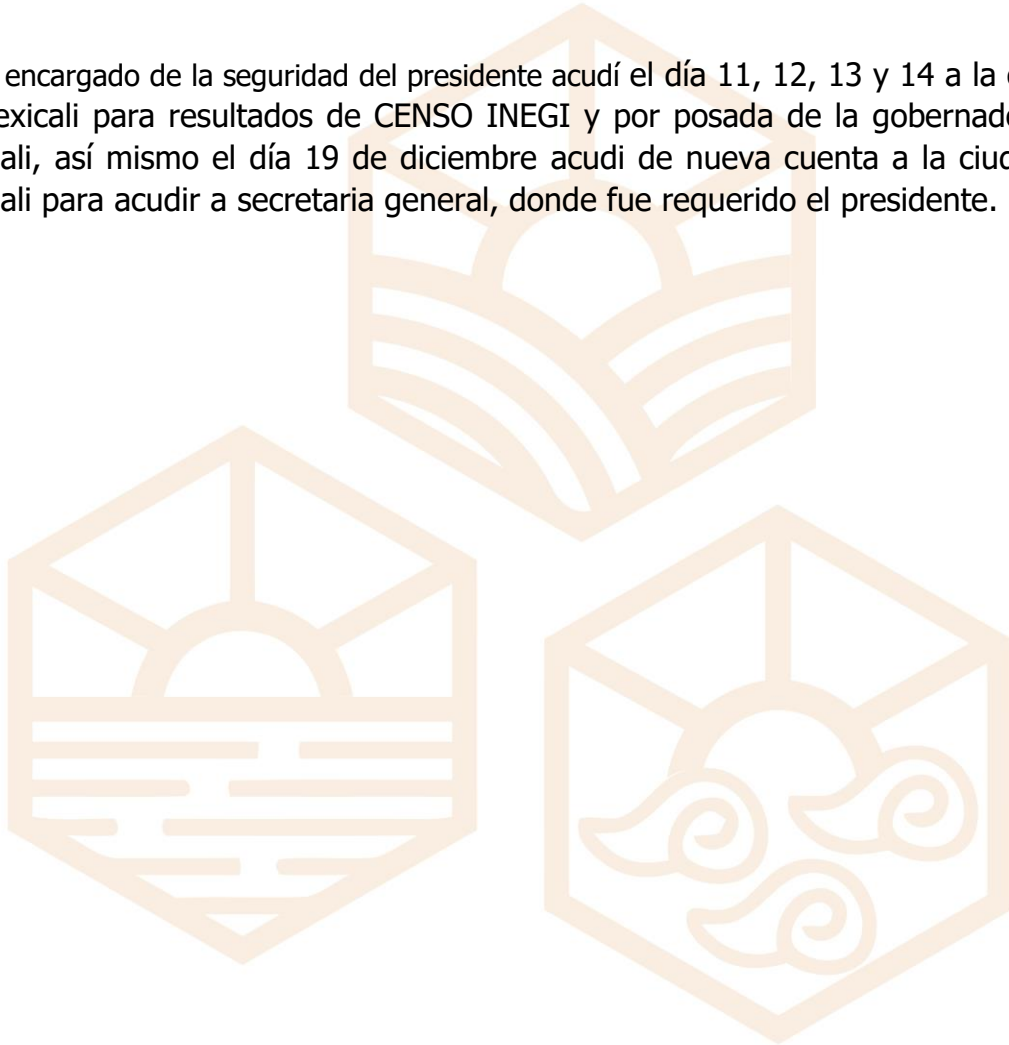 encargado de la seguridad del presidente acudí el día 11, 12, 13 y 14 a la
exicali para resultados de CENSO INEGI y por posada de la gobernado
ali, así mismo el día 19 de diciembre acudi de nueva cuenta a la ciud
ali para acudir a secretaria general, donde fue requerido el presidente.